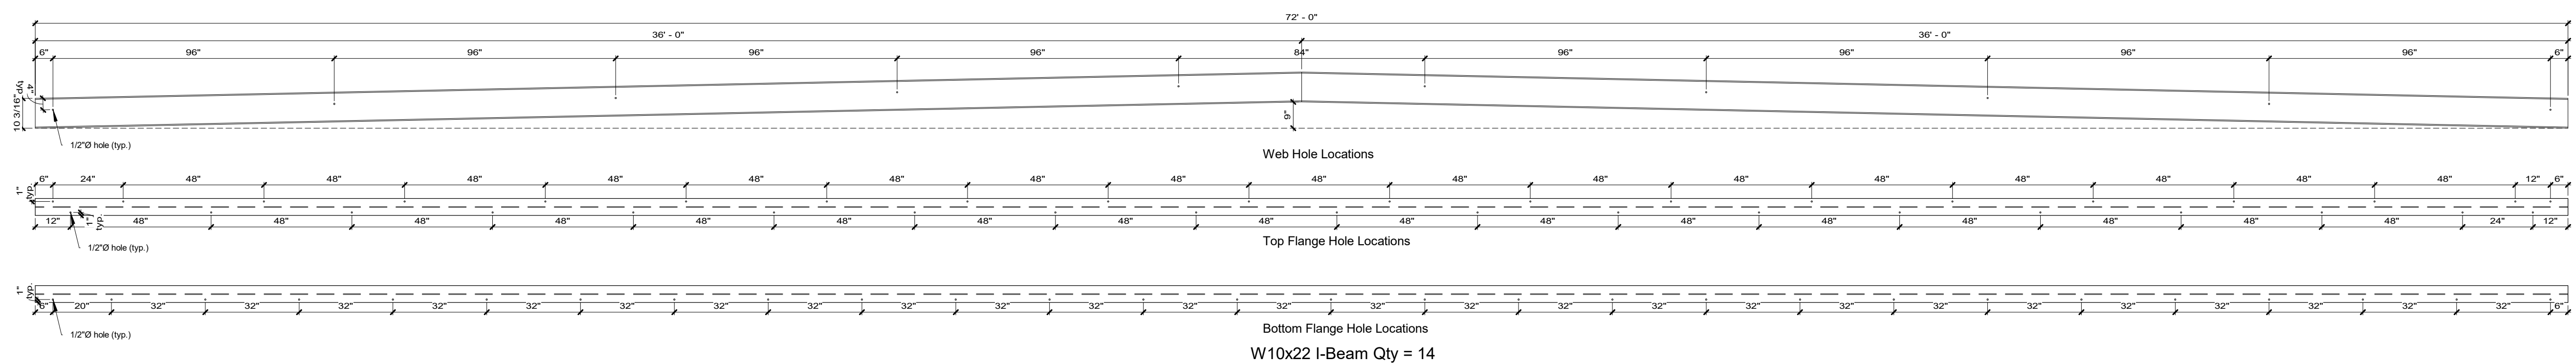 72' - 0"
36' - 0" 36' - 0"
6" 96" 96" 96" 96" 84" 96" 96" 96" 96" 6"
4"
typ.
10 3/16"
9"
1/2"Ø hole (typ.)
Web Hole Locations
6" 24" 48" 48" 48" 48" 48" 48" 48" 48" 48" 48" 48" 48" 48" 48" 48" 48" 48" 12" 6"
1"
typ.
1"
typ.
12" 48" 48" 48" 48" 48" 48" 48" 48" 48" 48" 48" 48" 48" 48" 48" 48" 48" 24" 12"
1/2"Ø hole (typ.)
Top Flange Hole Locations
1"
typ.
6" 20" 32" 32" 32" 32" 32" 32" 32" 32" 32" 32" 32" 32" 32" 32" 32" 32" 32" 32" 32" 32" 32" 32" 32" 32" 32" 32" 6"
1/2"Ø hole (typ.)
Bottom Flange Hole Locations
W10x22 I-Beam Qty = 14